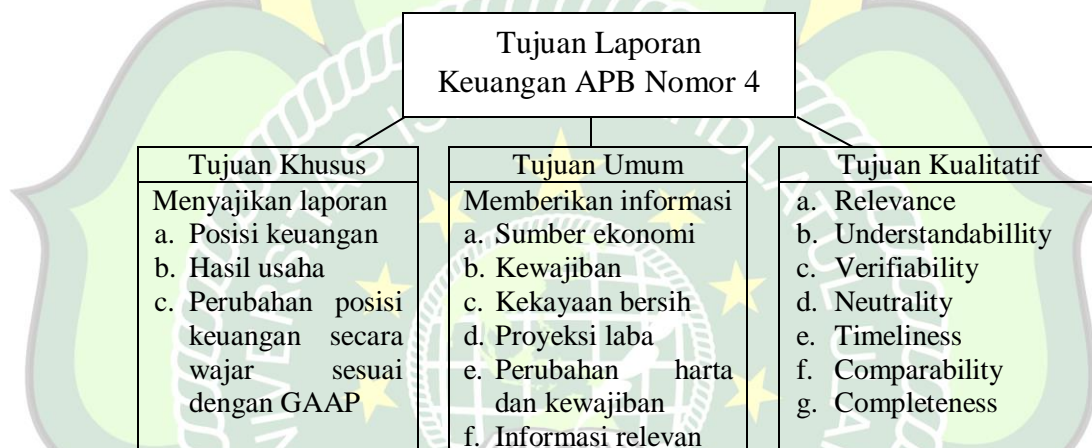 Tujuan Laporan
Keuangan APB Nomor 4
Tujuan Khusus
Menyajikan laporan
a. Posisi keuangan
b. Hasil usaha
c. Perubahan posisi
keuangan secara
wajar sesuai
dengan GAAP
Tujuan Umum
Memberikan informasi
a. Sumber ekonomi
b. Kewajiban
c. Kekayaan bersih
d. Proyeksi laba
e. Perubahan harta
dan kewajiban
f. Informasi relevan
Tujuan Kualitatif
a. Relevance
b. Understandabillity
c. Verifiability
d. Neutrality
e. Timeliness
f. Comparability
g. Completeness